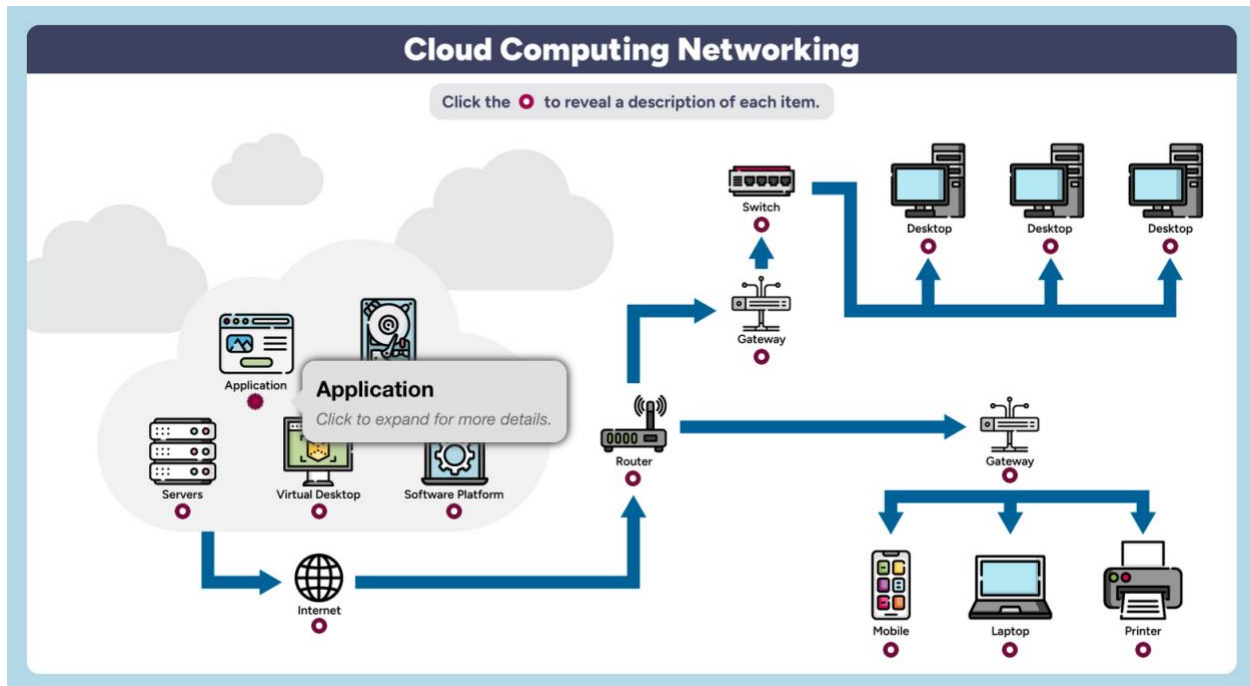 Cloud Computing Networking
Click the to reveal a description of each item.
Switch
Desktop
Desktop
Desktop
Gateway
Application
Application
Click to expand for more details.
Servers
Virtual Desktop
Software Platform
Router
Gateway
Internet
Mobile
Laptop
Printer